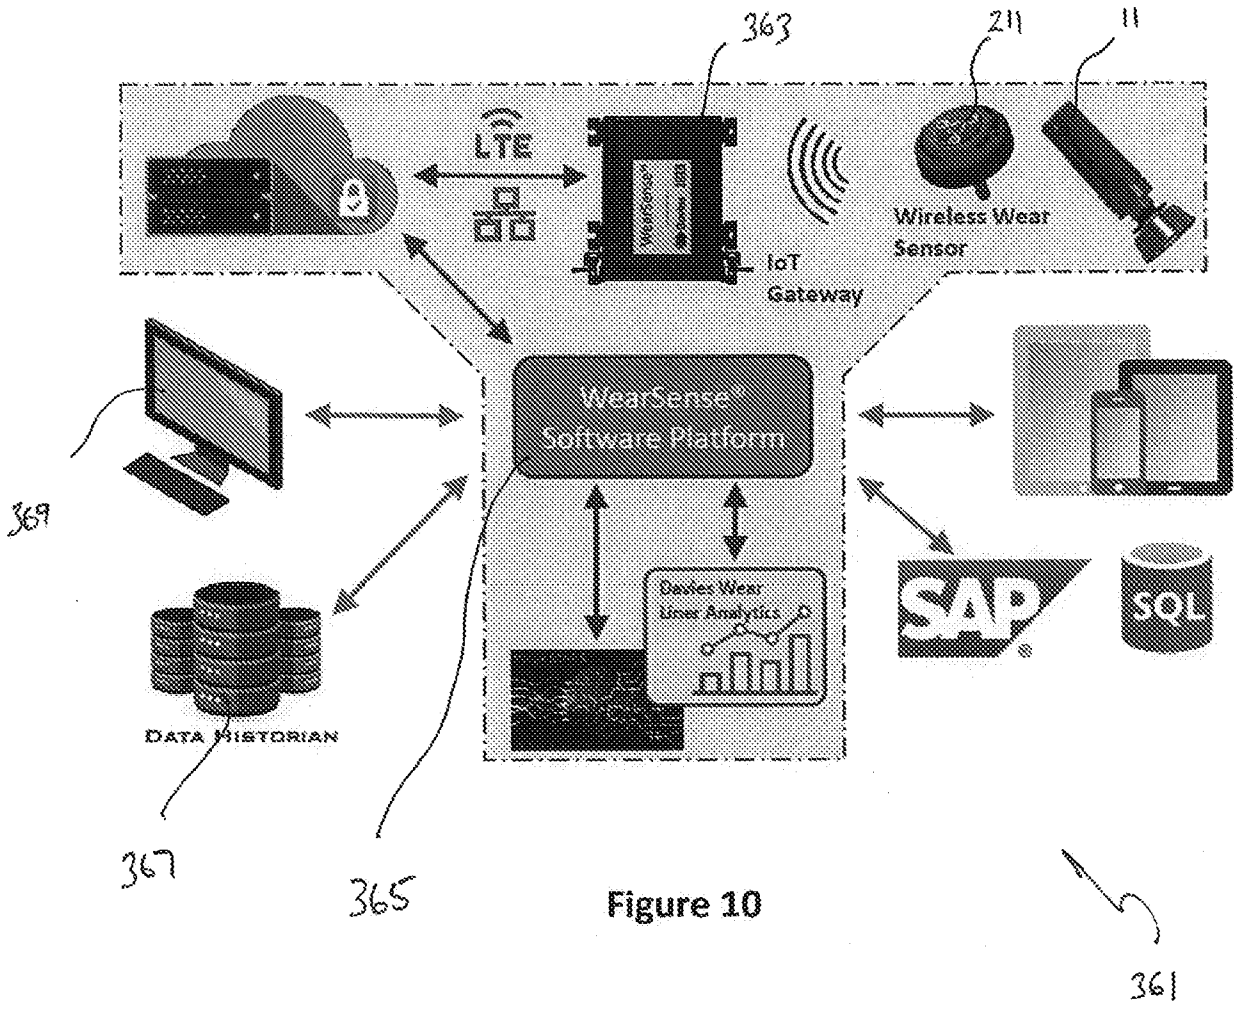 363
211
11
LTE
WearSense®
IoT
Gateway
Wireless Wear
Sensor
WearSense®
Software Platform
369
Davies Wear
Liner Analytics
SAP®
SQL
DATA HISTORIAN
367
365
Figure 10
361